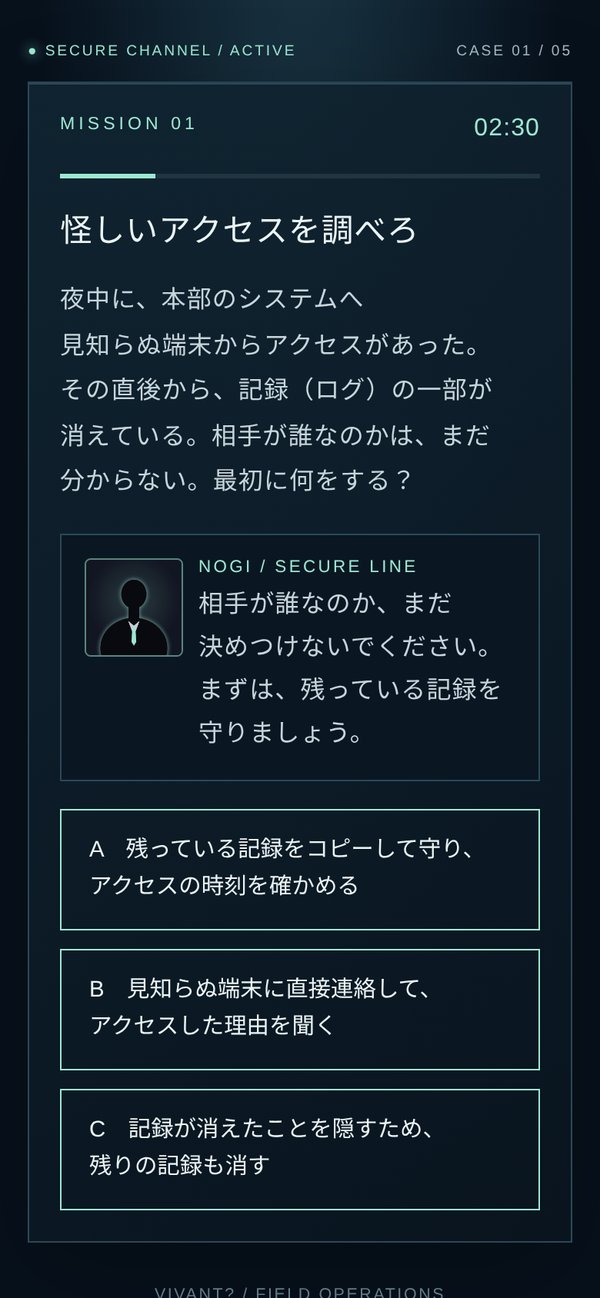 SECURE CHANNEL / ACTIVE
CASE 01 / 05
MISSION 01
02:30
怪しいアクセスを調べろ
夜中に、本部のシステムへ
見知らぬ端末からアクセスがあった。
その直後から、記録（ログ）の一部が
消えている。相手が誰なのかは、まだ
分からない。最初に何をする？
NOGI / SECURE LINE
相手が誰なのか、まだ
決めつけないでください。
まずは、残っている記録を
守りましょう。
A 残っている記録をコピーして守り、
アクセスの時刻を確かめる
B 見知らぬ端末に直接連絡して、
アクセスした理由を聞く
C 記録が消えたことを隠すため、
残りの記録も消す
VIVANT? / FIELD OPERATIONS